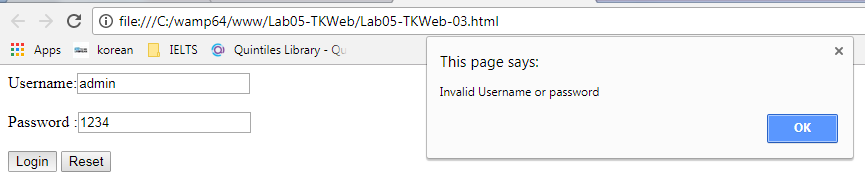 file:///C:/wamp64/www/Lab05-TKWeb/Lab05-TKWeb-03.html
Apps korean IELTS Quintiles Library - Qu
This page says:
Invalid Username or password
OK
Username: admin
Password : 1234
Login Reset